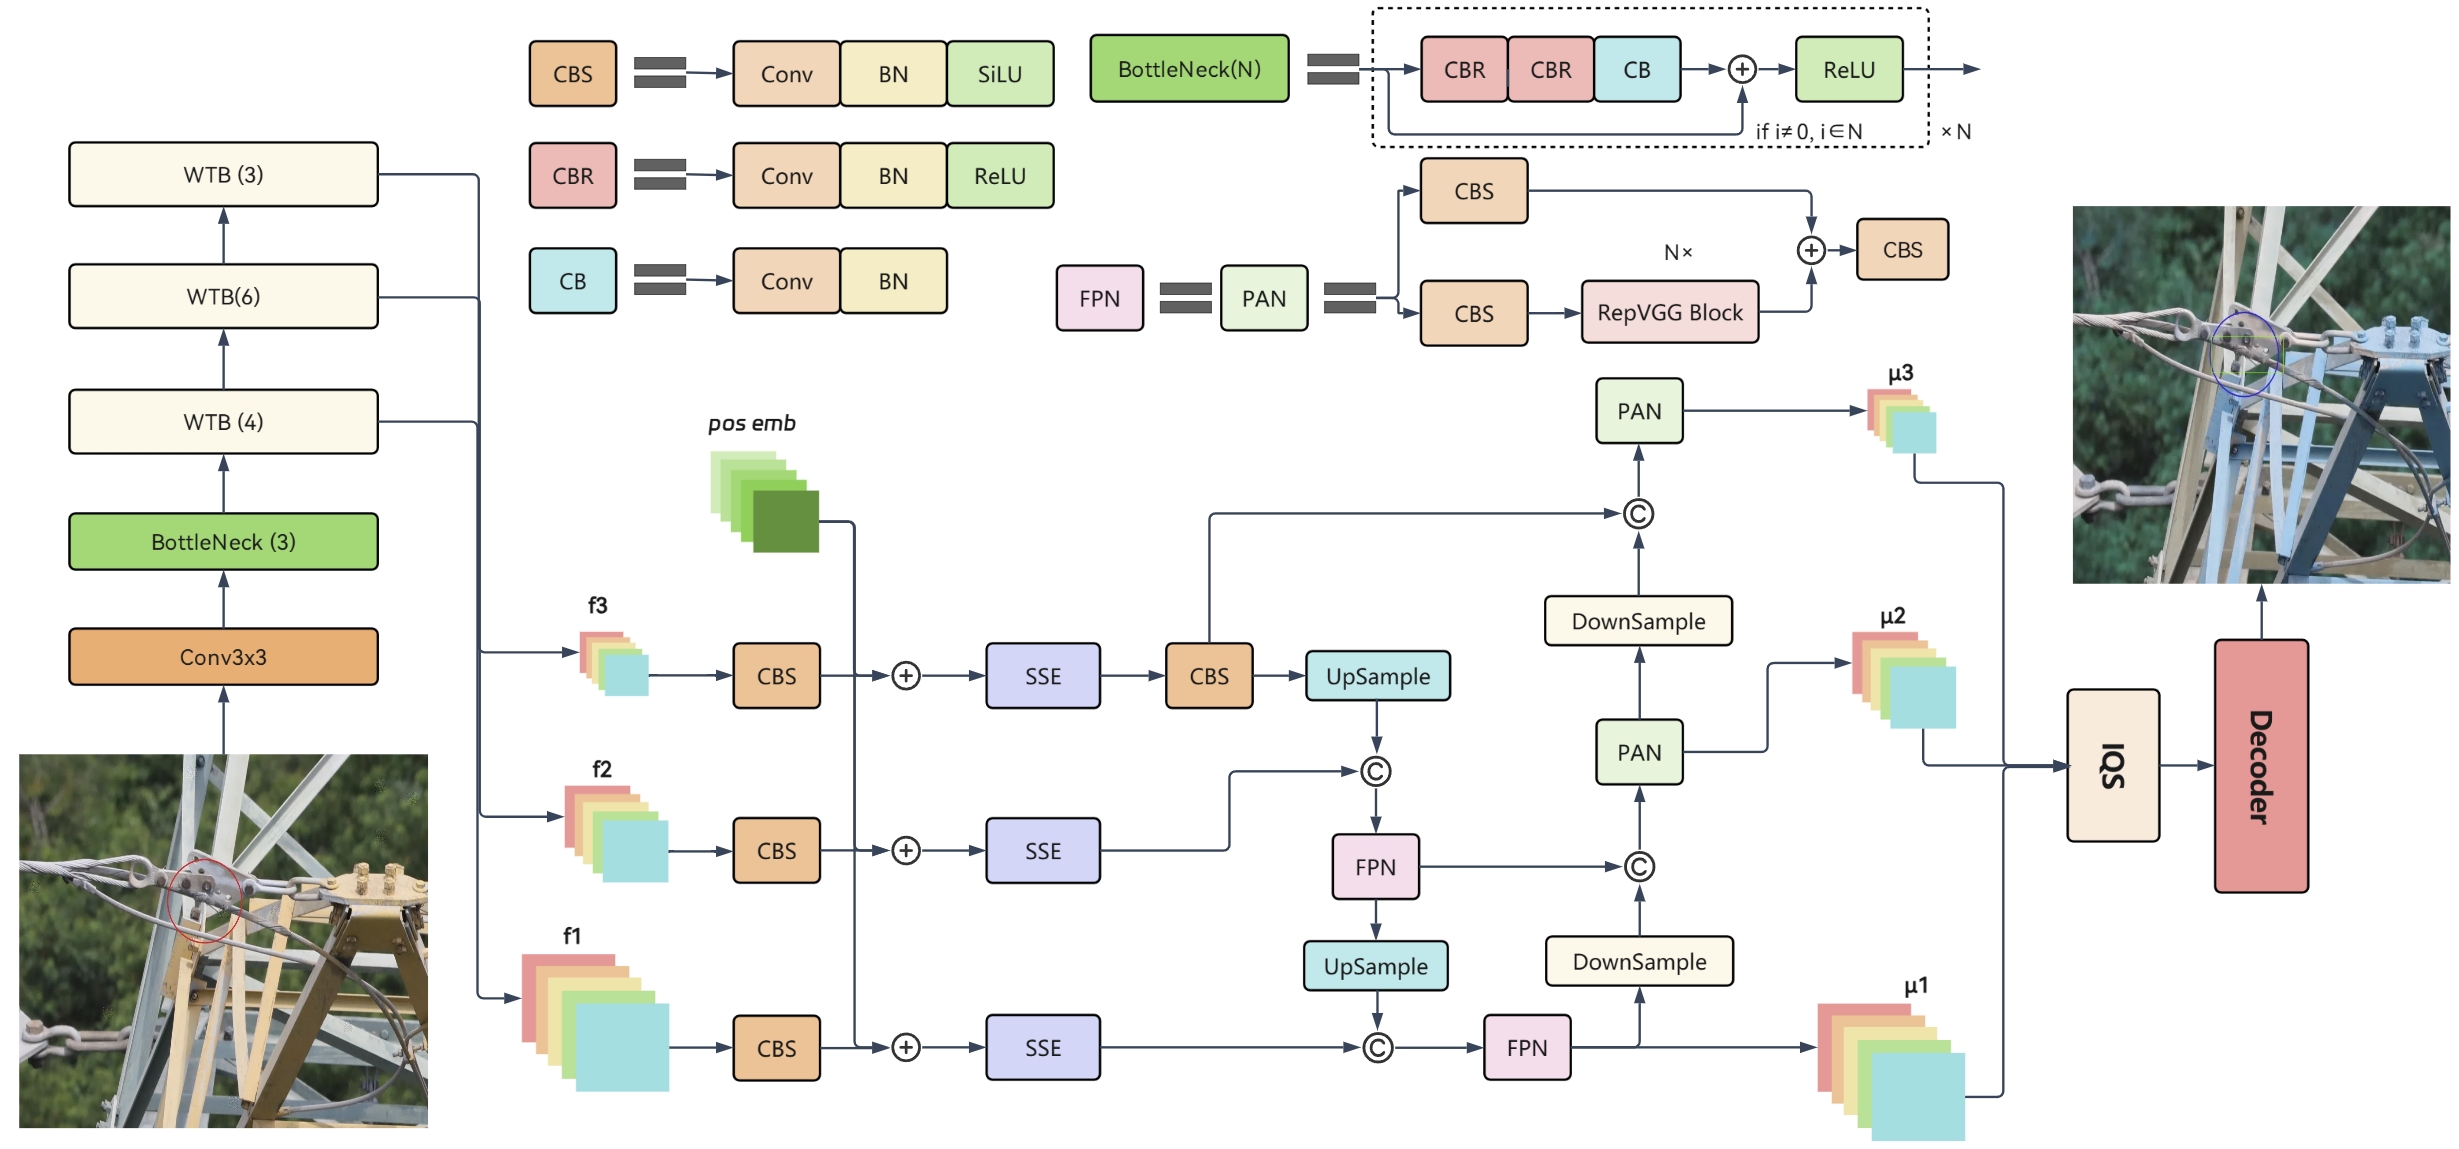 CBS
Conv
BN
SiLU
BottleNeck(N)
CBR
CBR
CB
+
ReLU
if i≠0, i∈N
×N
CBR
Conv
BN
ReLU
CB
Conv
BN
FPN
PAN
CBS
CBS
N×
RepVGG Block
+
CBS
WTB (3)
WTB(6)
WTB (4)
BottleNeck (3)
Conv3x3
pos emb
f3
CBS
+
SSE
CBS
UpSample
f2
CBS
+
SSE
C
FPN
UpSample
f1
CBS
+
SSE
C
FPN
PAN
C
DownSample
PAN
C
DownSample
μ3
μ2
μ1
IQS
Decoder